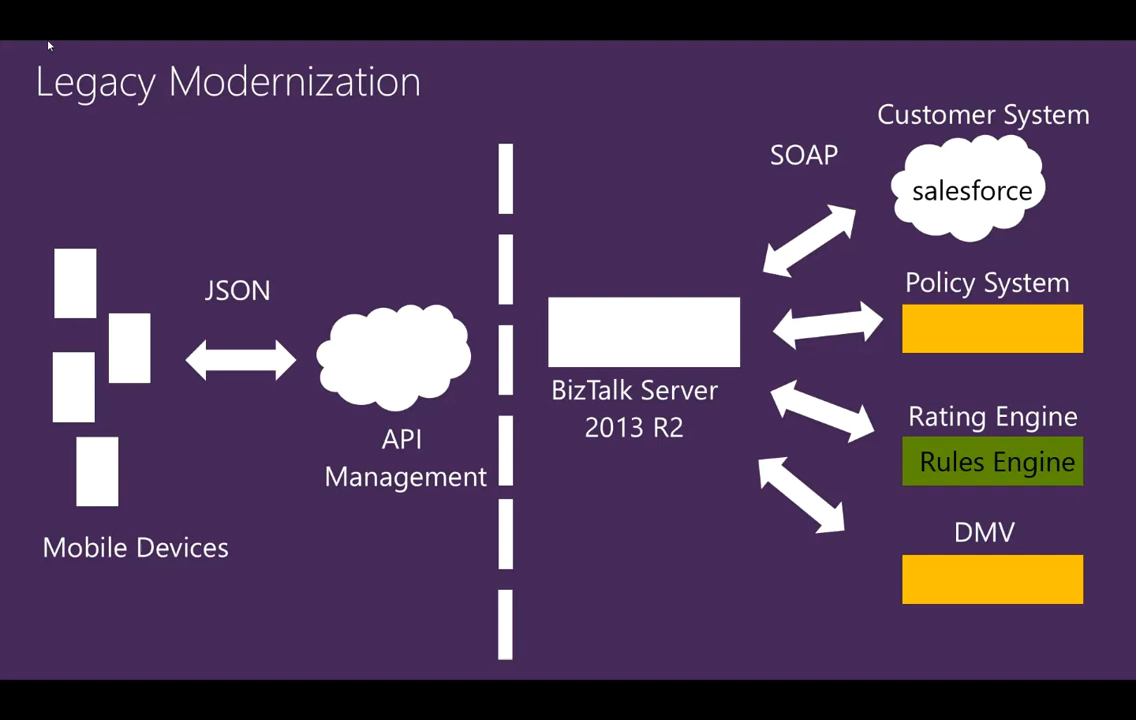 Legacy Modernization
Customer System
SOAP
salesforce
Policy System
JSON
BizTalk Server
2013 R2
API
Management
Rating Engine
Rules Engine
DMV
Mobile Devices